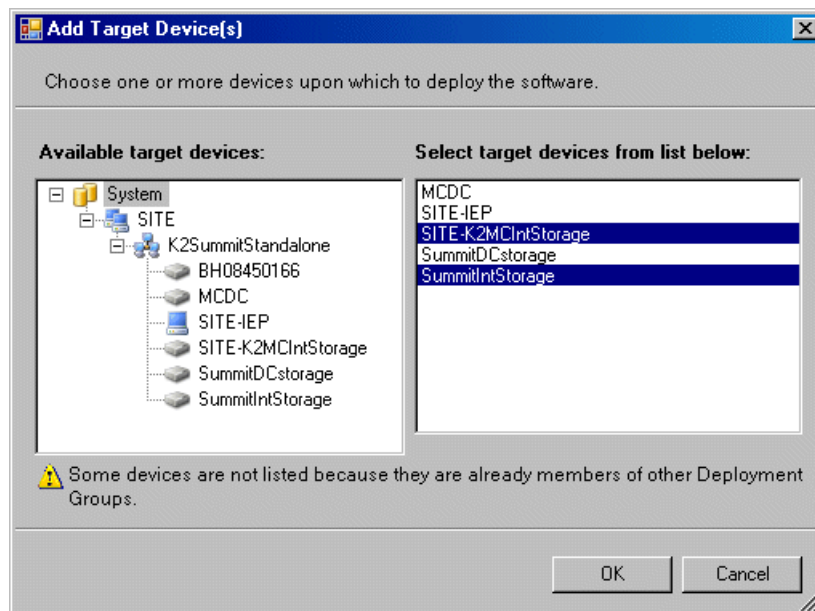 Add Target Device(s)
Choose one or more devices upon which to deploy the software.
Available target devices:
System
SITE
K2SummitStandalone
BH08450166
MCDC
SITE-IEP
SITE-K2MCIntStorage
SummitDCstorage
SummitIntStorage
Select target devices from list below:
MCDC
SITE-IEP
SITE-K2MCIntStorage
SummitDCstorage
SummitIntStorage
Some devices are not listed because they are already members of other Deployment
Groups.
OK
Cancel